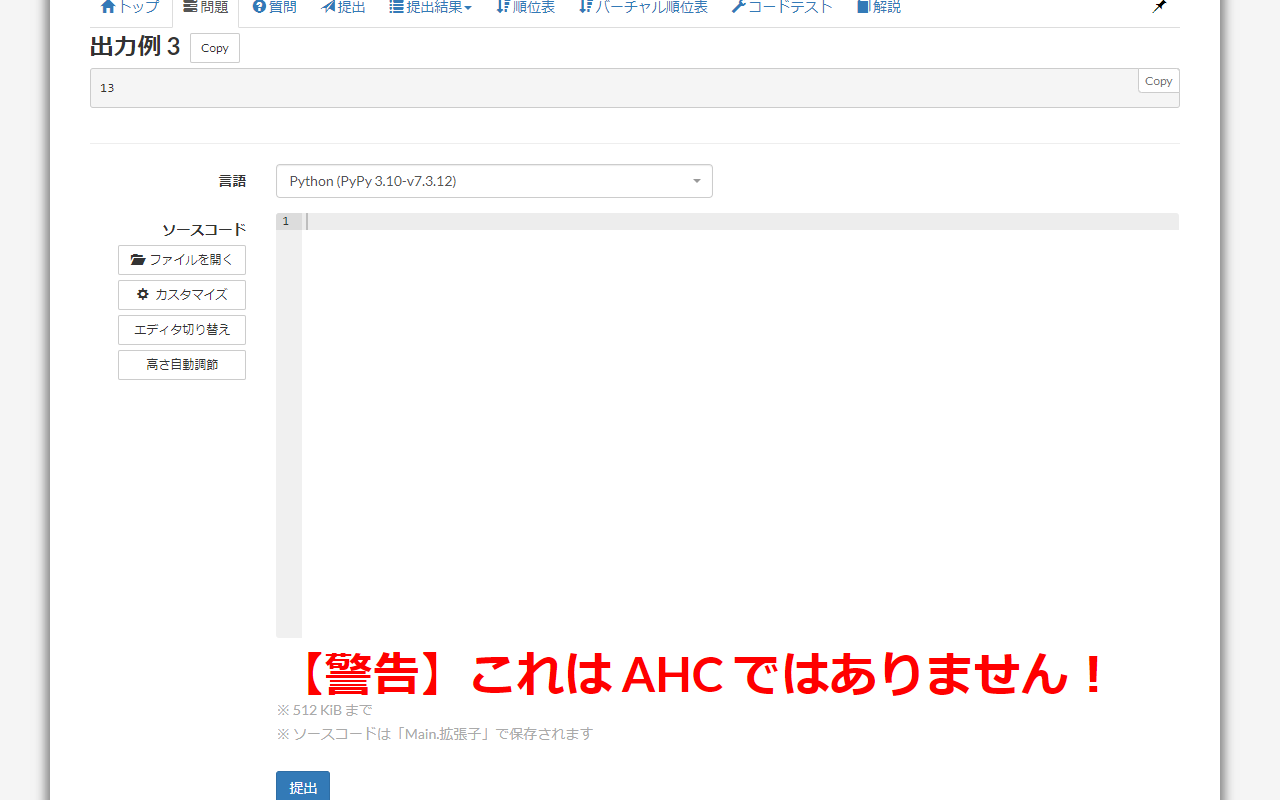 トップ 問題 質問 提出 提出結果 順位表 バーチャル順位表 コードテスト 解説
出力例 3 Copy
13 Copy
言語 Python (PyPy 3.10-v7.3.12)
ソースコード 1
ファイルを開く
カスタマイズ
エディタ切り替え
高さ自動調節
【警告】これは AHC ではありません！
※ 512 KiB まで
※ ソースコードは「Main.拡張子」で保存されます
提出